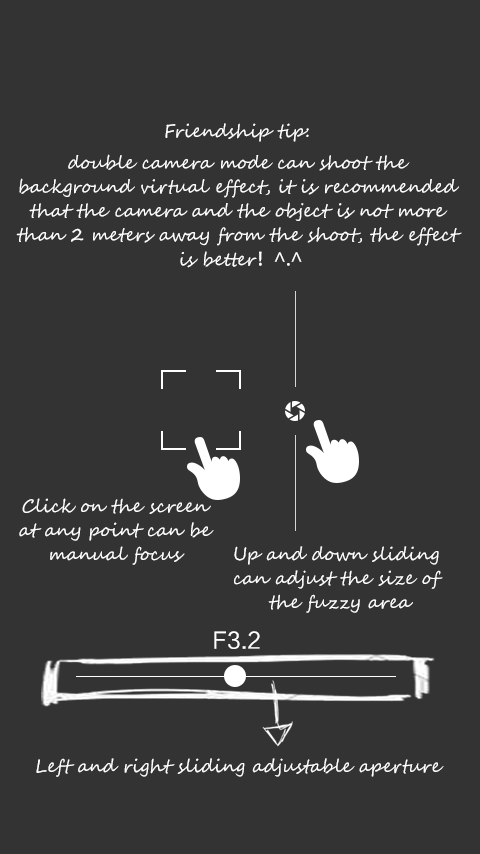 Friendship tip:
double camera mode can shoot the
background virtual effect, it is recommended
that the camera and the object is not more
than 2 meters away from the shoot, the effect
is better! ^.^
Click on the screen
at any point can be
manual focus
Up and down sliding
can adjust the size of
the fuzzy area
F3.2
Left and right sliding adjustable aperture